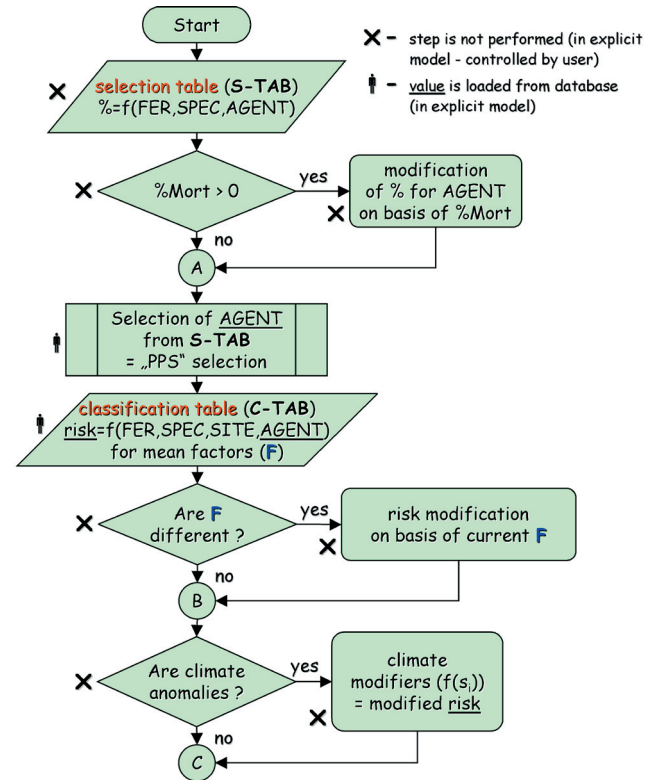 Start
✕ – step is not performed (in explicit
model - controlled by user)
– value is loaded from database
(in explicit model)
selection table (S-TAB)
%=f(FER,SPEC,AGENT)
%Mort > 0
yes
modification
of % for AGENT
on basis of %Mort
no
A
Selection of AGENT
from S-TAB
= „PPS“ selection
classification table (C-TAB)
risk=f(FER,SPEC,SITE,AGENT)
for mean factors (F)
Are F
different ?
yes
risk modification
on basis of current F
no
B
Are climate
anomalies ?
yes
climate
modifiers (f(sᵢ))
= modified risk
no
C